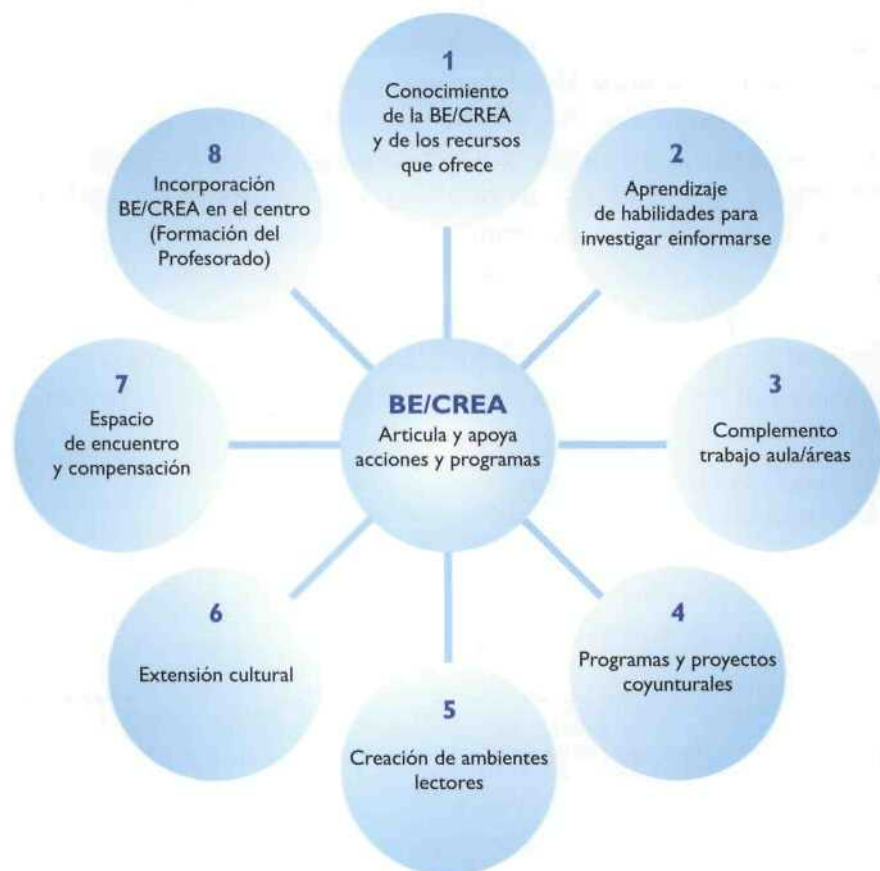 1
Conocimiento
de la BE/CREA
y de los recursos
que ofrece
2
Aprendizaje
de habilidades para
investigar einformarse
3
Complemento
trabajo aula/áreas
4
Programas y proyectos
coyunturales
5
Creación de ambientes
lectores
6
Extensión cultural
7
Espacio
de encuentro
y compensación
8
Incorporación
BE/CREA en el centro
(Formación del
Profesorado)
BE/CREA
Articula y apoya
acciones y programas